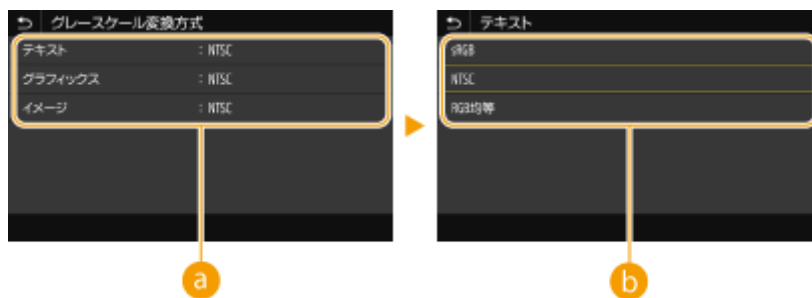 グレースケール変換方式
テキスト : NTSC
グラフィックス : NTSC
イメージ : NTSC
a
テキスト
sRGB
NTSC
RGB均等
b